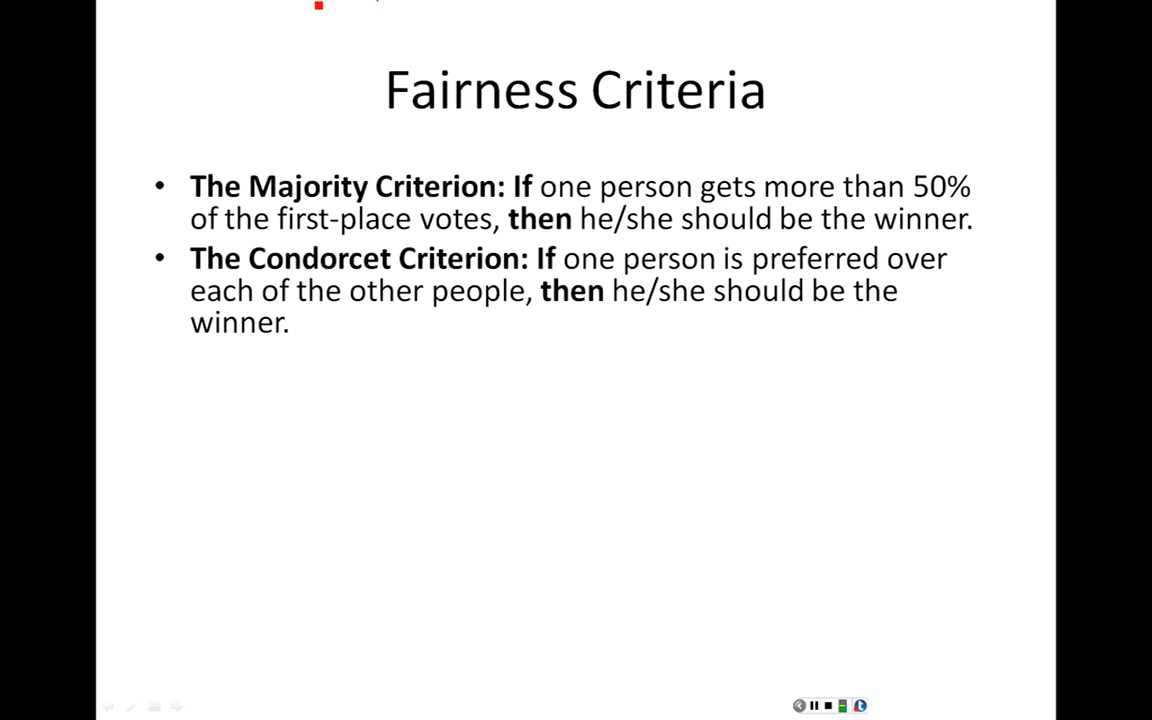 Fairness Criteria
• The Majority Criterion: If one person gets more than 50%
of the first-place votes, then he/she should be the winner.
• The Condorcet Criterion: If one person is preferred over
each of the other people, then he/she should be the
winner.